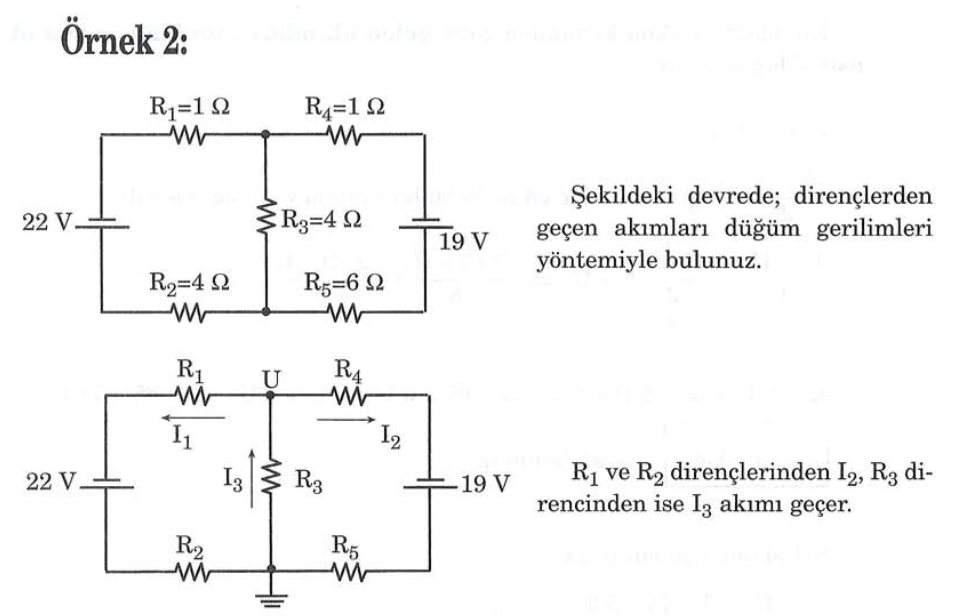 Örnek 2:
R₁=1 Ω
R₄=1 Ω
22 V
R₃=4 Ω
19 V
R₂=4 Ω
R₅=6 Ω
Şekildeki devrede; dirençlerden
geçen akımları düğüm gerilimleri
yöntemiyle bulunuz.
R₁
U
R₄
I₁
I₂
22 V
I₃
R₃
19 V
R₂
R₅
R₁ ve R₂ dirençlerinden I₂, R₃ di-
rencinden ise I₃ akımı geçer.